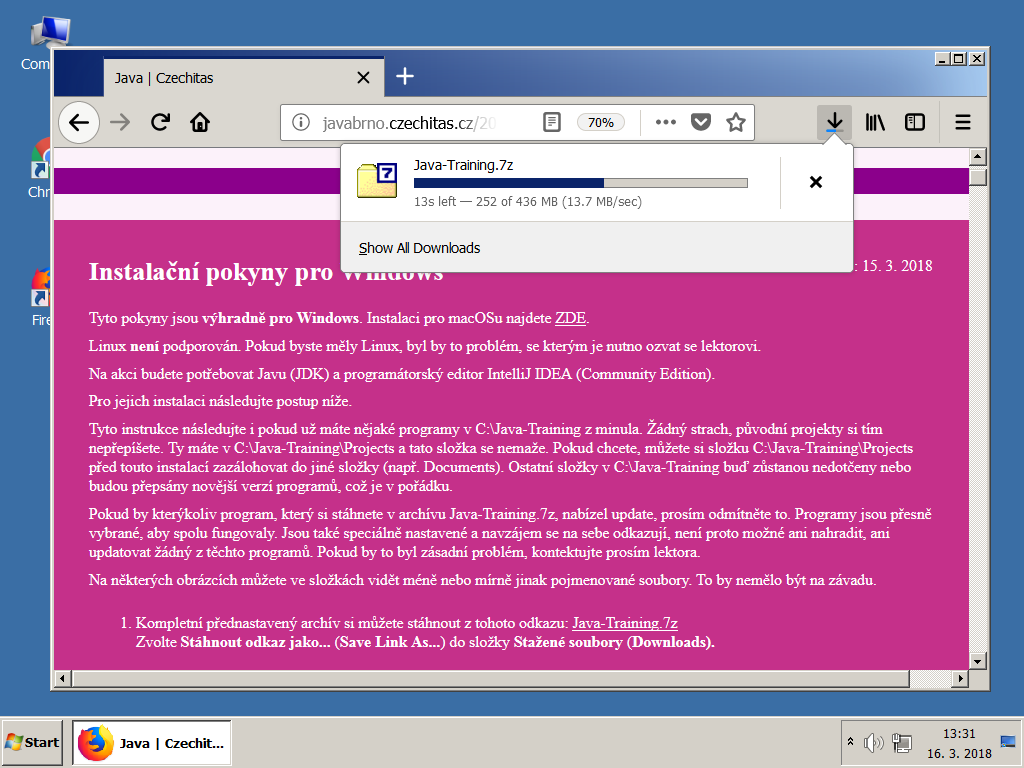 Com
Java | Czechitas
javabrno.czechitas.cz/20
70%
Chr
Java-Training.7z
13s left — 252 of 436 MB (13.7 MB/sec)
Show All Downloads
Fire
Instalační pokyny pro Windows
: 15. 3. 2018
Tyto pokyny jsou výhradně pro Windows. Instalaci pro macOSu najdete ZDE.
Linux není podporován. Pokud byste měly Linux, byl by to problém, se kterým je nutno ozvat se lektorovi.
Na akci budete potřebovat Javu (JDK) a programátorský editor IntelliJ IDEA (Community Edition).
Pro jejich instalaci následujte postup níže.
Tyto instrukce následujte i pokud už máte nějaké programy v C:\Java-Training z minula. Žádný strach, původní projekty si tím
nepřepíšete. Ty máte v C:\Java-Training\Projects a tato složka se nemaže. Pokud chcete, můžete si složku C:\Java-Training\Projects
před touto instalací zazálohovat do jiné složky (např. Documents). Ostatní složky v C:\Java-Training buď zůstanou nedotčeny nebo
budou přepsány novější verzí programů, což je v pořádku.
Pokud by kterýkoliv program, který si stáhnete v archívu Java-Training.7z, nabízel update, prosím odmítněte to. Programy jsou přesně
vybrané, aby spolu fungovaly. Jsou také speciálně nastavené a navzájem se na sebe odkazují, není proto možné ani nahradit, ani
updatovat žádný z těchto programů. Pokud by to byl zásadní problém, kontektujte prosím lektora.
Na některých obrázcích můžete ve složkách vidět méně nebo mírně jinak pojmenované soubory. To by nemělo být na závadu.
1. Kompletní přednastavený archív si můžete stáhnout z tohoto odkazu: Java-Training.7z
Zvolte Stáhnout odkaz jako... (Save Link As...) do složky Stažené soubory (Downloads).
Start
Java | Czechit...
13:31
16. 3. 2018